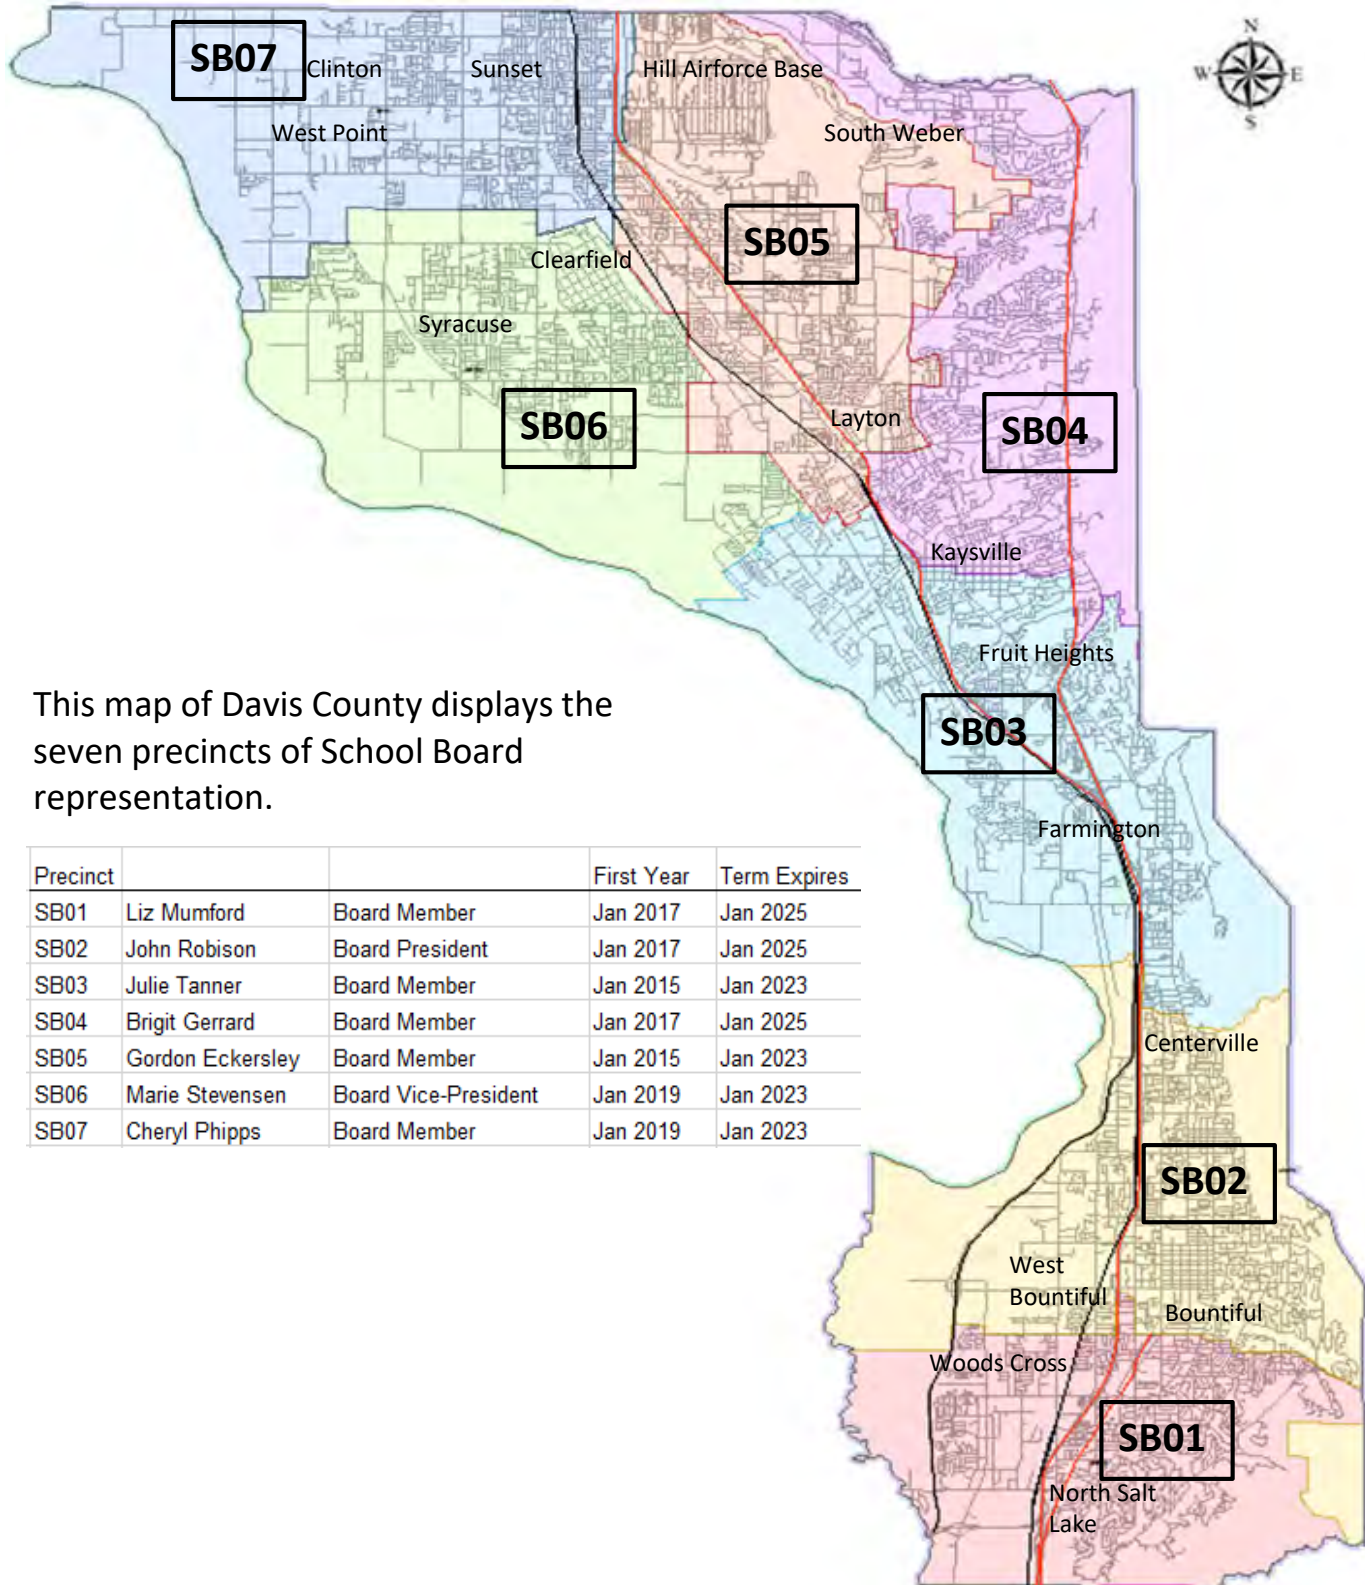 N
W E
S
SB07
Clinton
Sunset
Hill Airforce Base
West Point
South Weber
SB05
Clearfield
Syracuse
SB06
Layton
SB04
Kaysville
Fruit Heights
SB03
Farmington
This map of Davis County displays the
seven precincts of School Board
representation.
Precinct First Year Term Expires
SB01 Liz Mumford Board Member Jan 2017 Jan 2025
SB02 John Robison Board President Jan 2017 Jan 2025
SB03 Julie Tanner Board Member Jan 2015 Jan 2023
SB04 Brigit Gerrard Board Member Jan 2017 Jan 2025
SB05 Gordon Eckersley Board Member Jan 2015 Jan 2023
SB06 Marie Stevensen Board Vice-President Jan 2019 Jan 2023
SB07 Cheryl Phipps Board Member Jan 2019 Jan 2023
Centerville
SB02
West
Bountiful
Bountiful
Woods Cross
SB01
North Salt
Lake